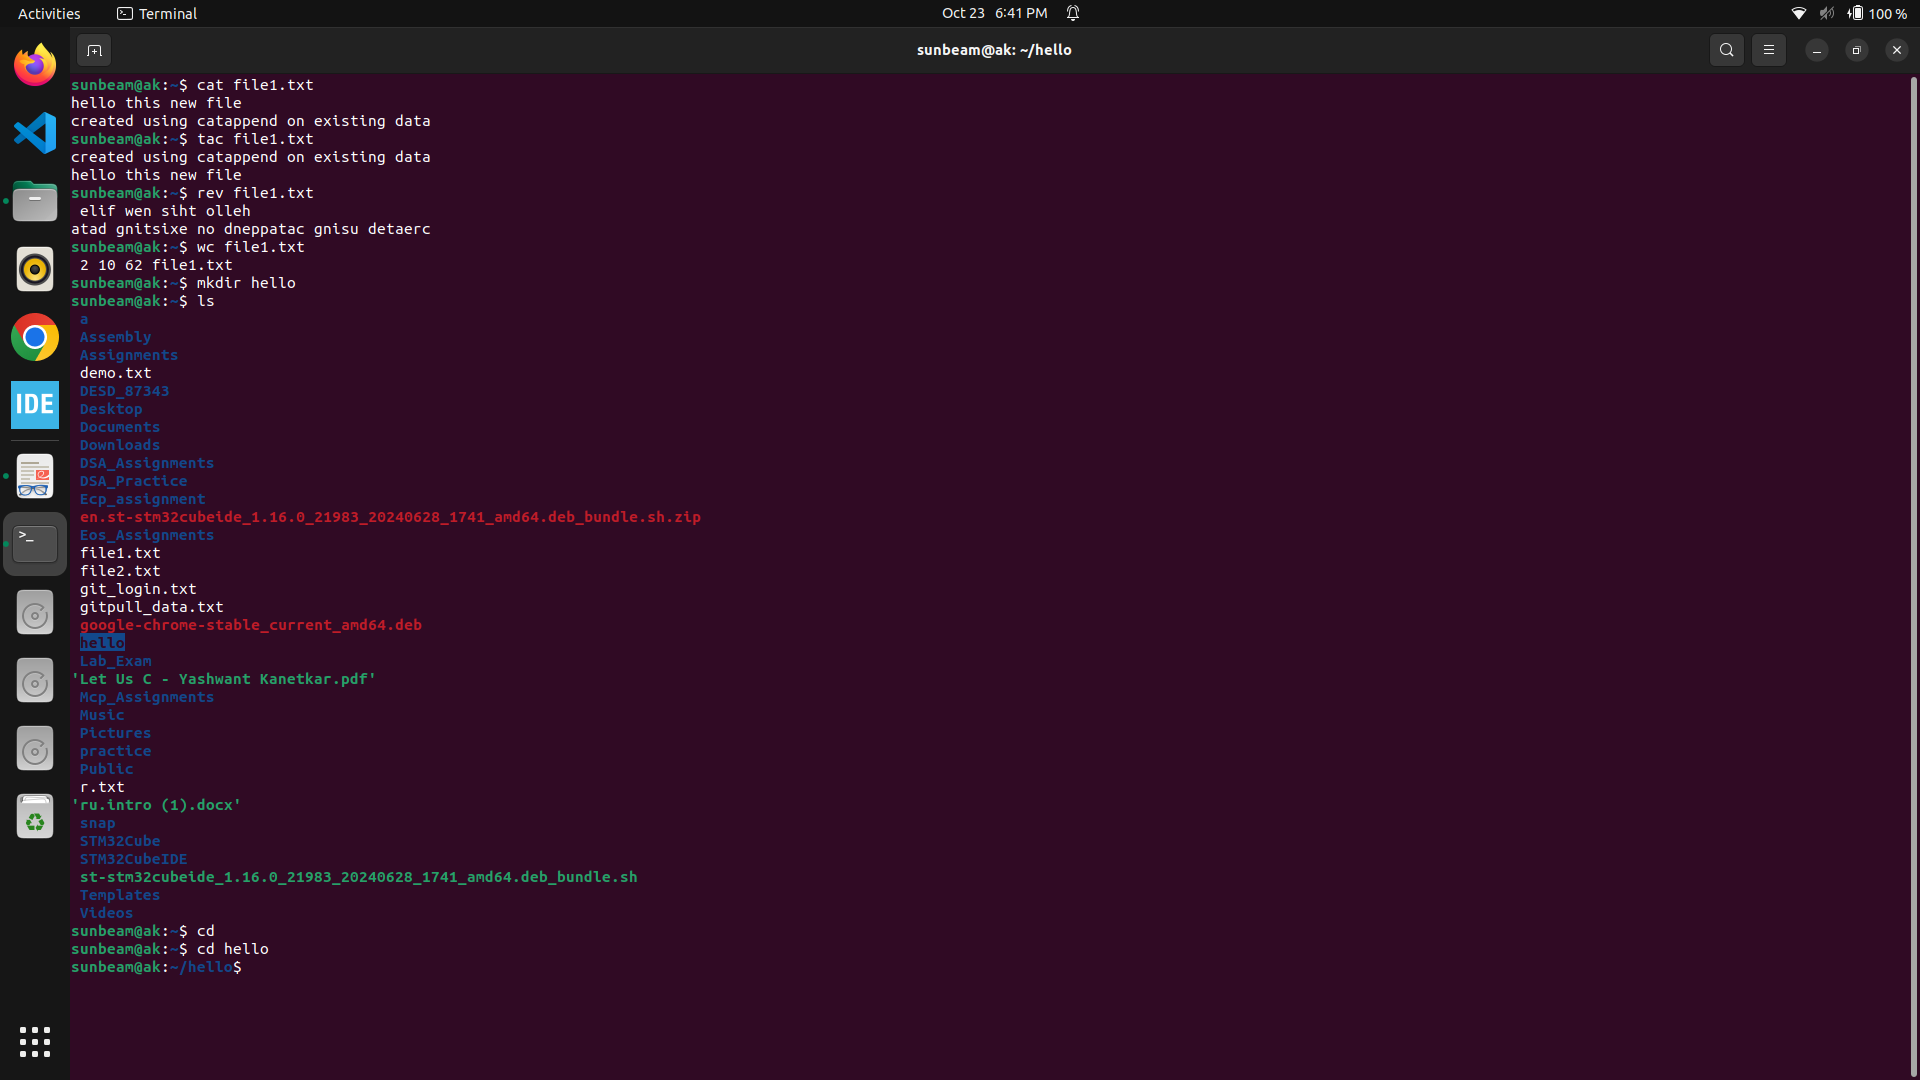 Activities Terminal Oct 23 6:41 PM 100 %
sunbeam@ak: ~/hello
sunbeam@ak:~$ cat file1.txt
hello this new file
created using catappend on existing data
sunbeam@ak:~$ tac file1.txt
created using catappend on existing data
hello this new file
sunbeam@ak:~$ rev file1.txt
 elif wen siht olleh
atad gnitsixe no dneppatac gnisu detaerc
sunbeam@ak:~$ wc file1.txt
 2 10 62 file1.txt
sunbeam@ak:~$ mkdir hello
sunbeam@ak:~$ ls
 a
 Assembly
 Assignments
 demo.txt
 DESD_87343
 Desktop
 Documents
 Downloads
 DSA_Assignments
 DSA_Practice
 Ecp_assignment
 en.st-stm32cubeide_1.16.0_21983_20240628_1741_amd64.deb_bundle.sh.zip
 Eos_Assignments
 file1.txt
 file2.txt
 git_login.txt
 gitpull_data.txt
 google-chrome-stable_current_amd64.deb
 hello
 Lab_Exam
'Let Us C - Yashwant Kanetkar.pdf'
 Mcp_Assignments
 Music
 Pictures
 practice
 Public
 r.txt
'ru.intro (1).docx'
 snap
 STM32Cube
 STM32CubeIDE
 st-stm32cubeide_1.16.0_21983_20240628_1741_amd64.deb_bundle.sh
 Templates
 Videos
sunbeam@ak:~$ cd
sunbeam@ak:~$ cd hello
sunbeam@ak:~/hello$
IDE